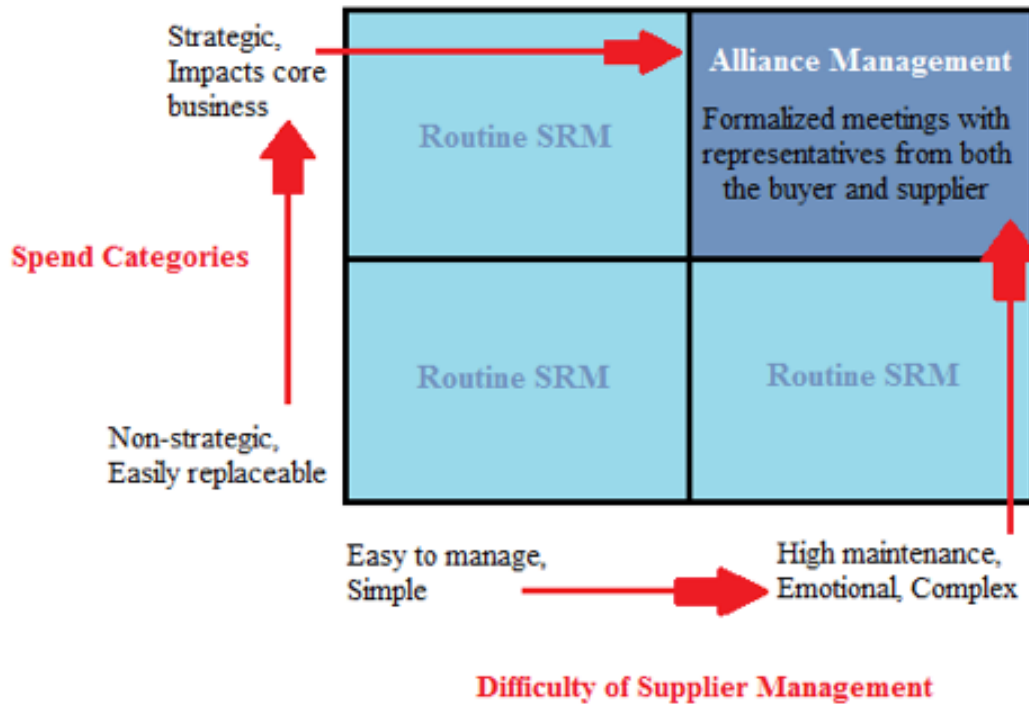 Strategic,
Impacts core
business
Alliance Management
Formalized meetings with
representatives from both
the buyer and supplier
Routine SRM
Spend Categories
Routine SRM
Routine SRM
Non-strategic,
Easily replaceable
Easy to manage,
Simple
High maintenance,
Emotional, Complex
Difficulty of Supplier Management